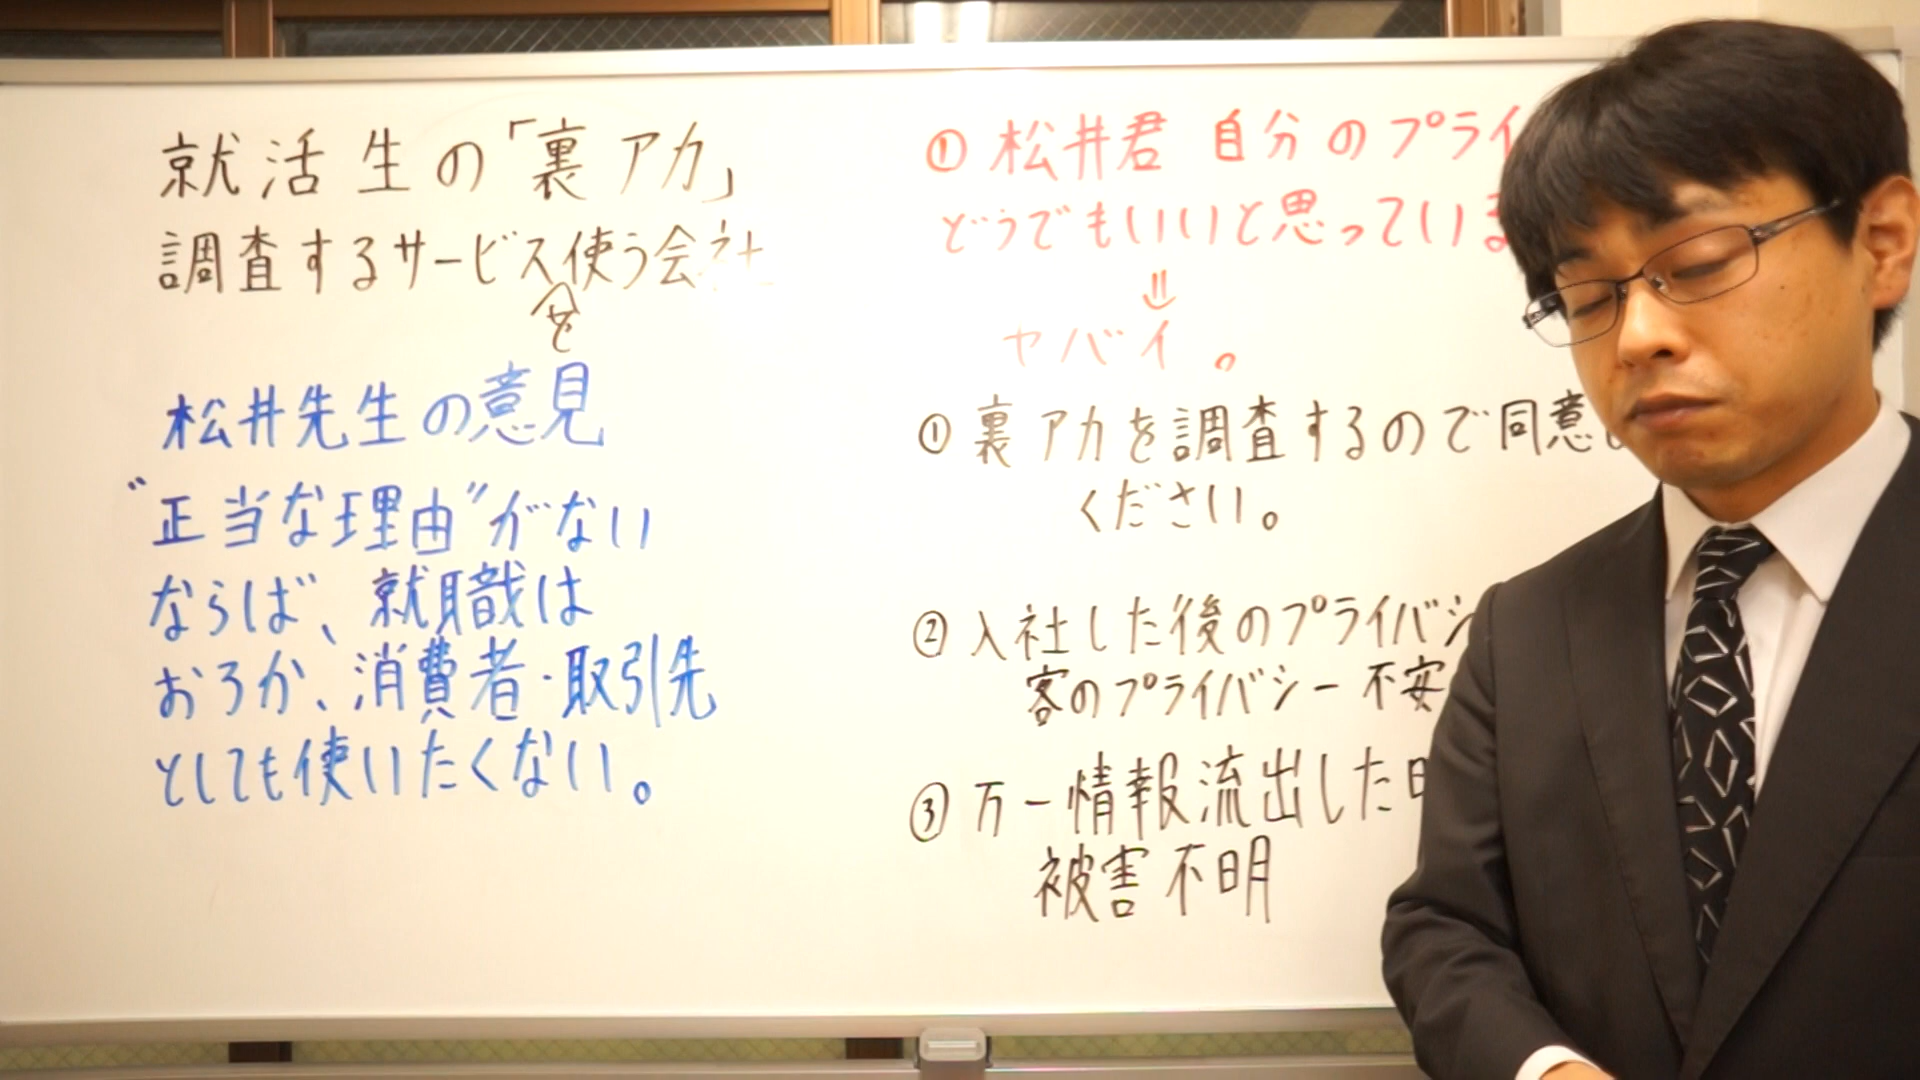 就活生の「裏アカ」
調査するサービス使う会社
を
松井先生の意見
"正当な理由"がない
ならば、就職は
おろか、消費者・取引先
としても使いたくない。
① 松井君 自分のプライ
どうでもいいと思っていま
⇓
ヤバイ。
① 裏アカを調査するので同意
ください。
② 入社した後のプライバシ
客のプライバシー 不安
③ 万一情報流出した
被害不明